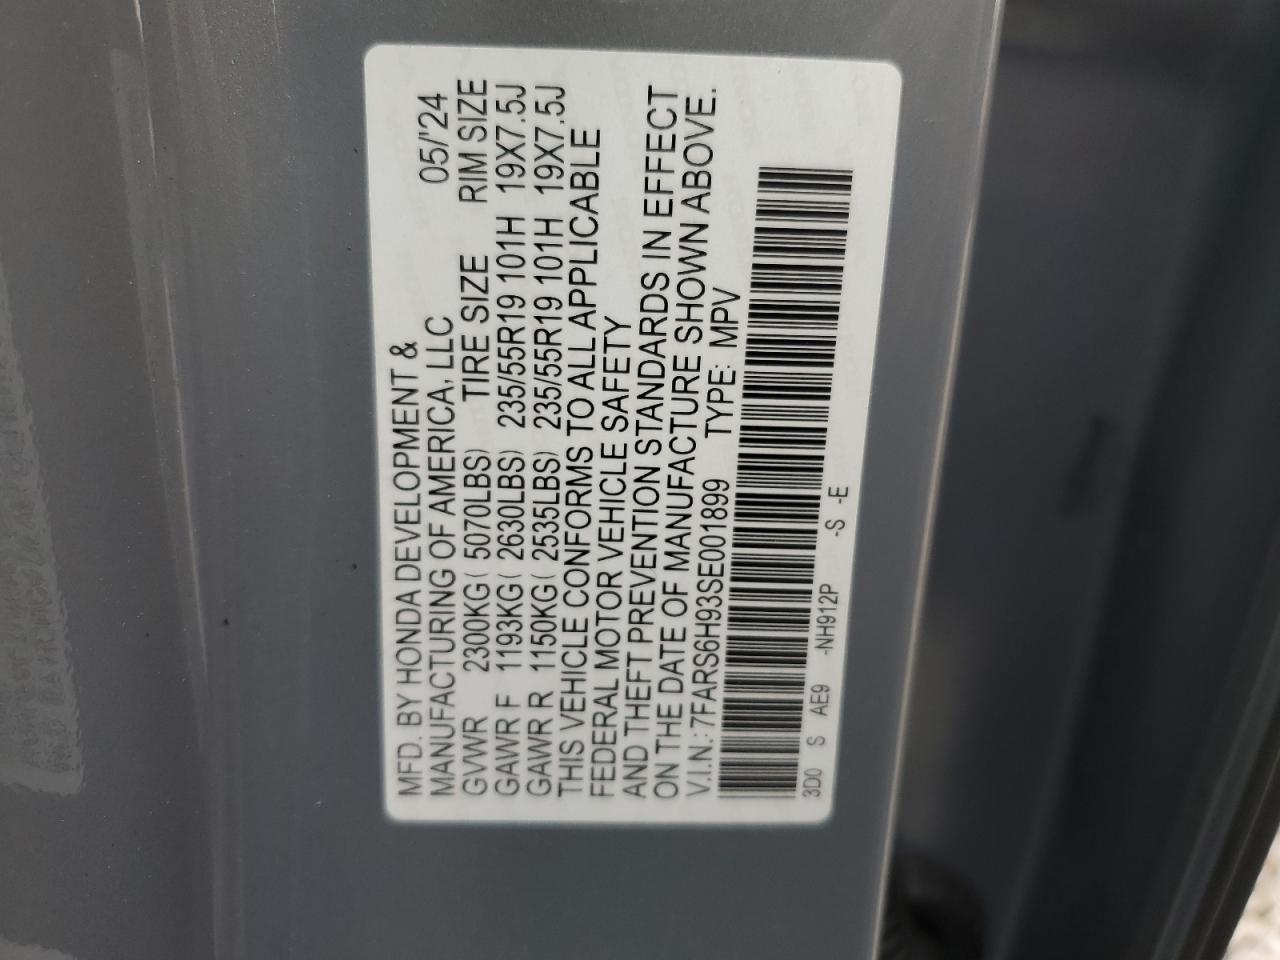 MFD. BY HONDA DEVELOPMENT &
MANUFACTURING OF AMERICA, LLC 05/'24
GVWR 2300KG( 5070LBS) TIRE SIZE RIM SIZE
GAWR F 1193KG( 2630LBS) 235/55R19 101H 19X7.5J
GAWR R 1150KG( 2535LBS) 235/55R19 101H 19X7.5J
THIS VEHICLE CONFORMS TO ALL APPLICABLE
FEDERAL MOTOR VEHICLE SAFETY
AND THEFT PREVENTION STANDARDS IN EFFECT
ON THE DATE OF MANUFACTURE SHOWN ABOVE.
V.I.N.: 7FARS6H93SE001899 TYPE: MPV
3D0 S AE9 -NH912P -S -E